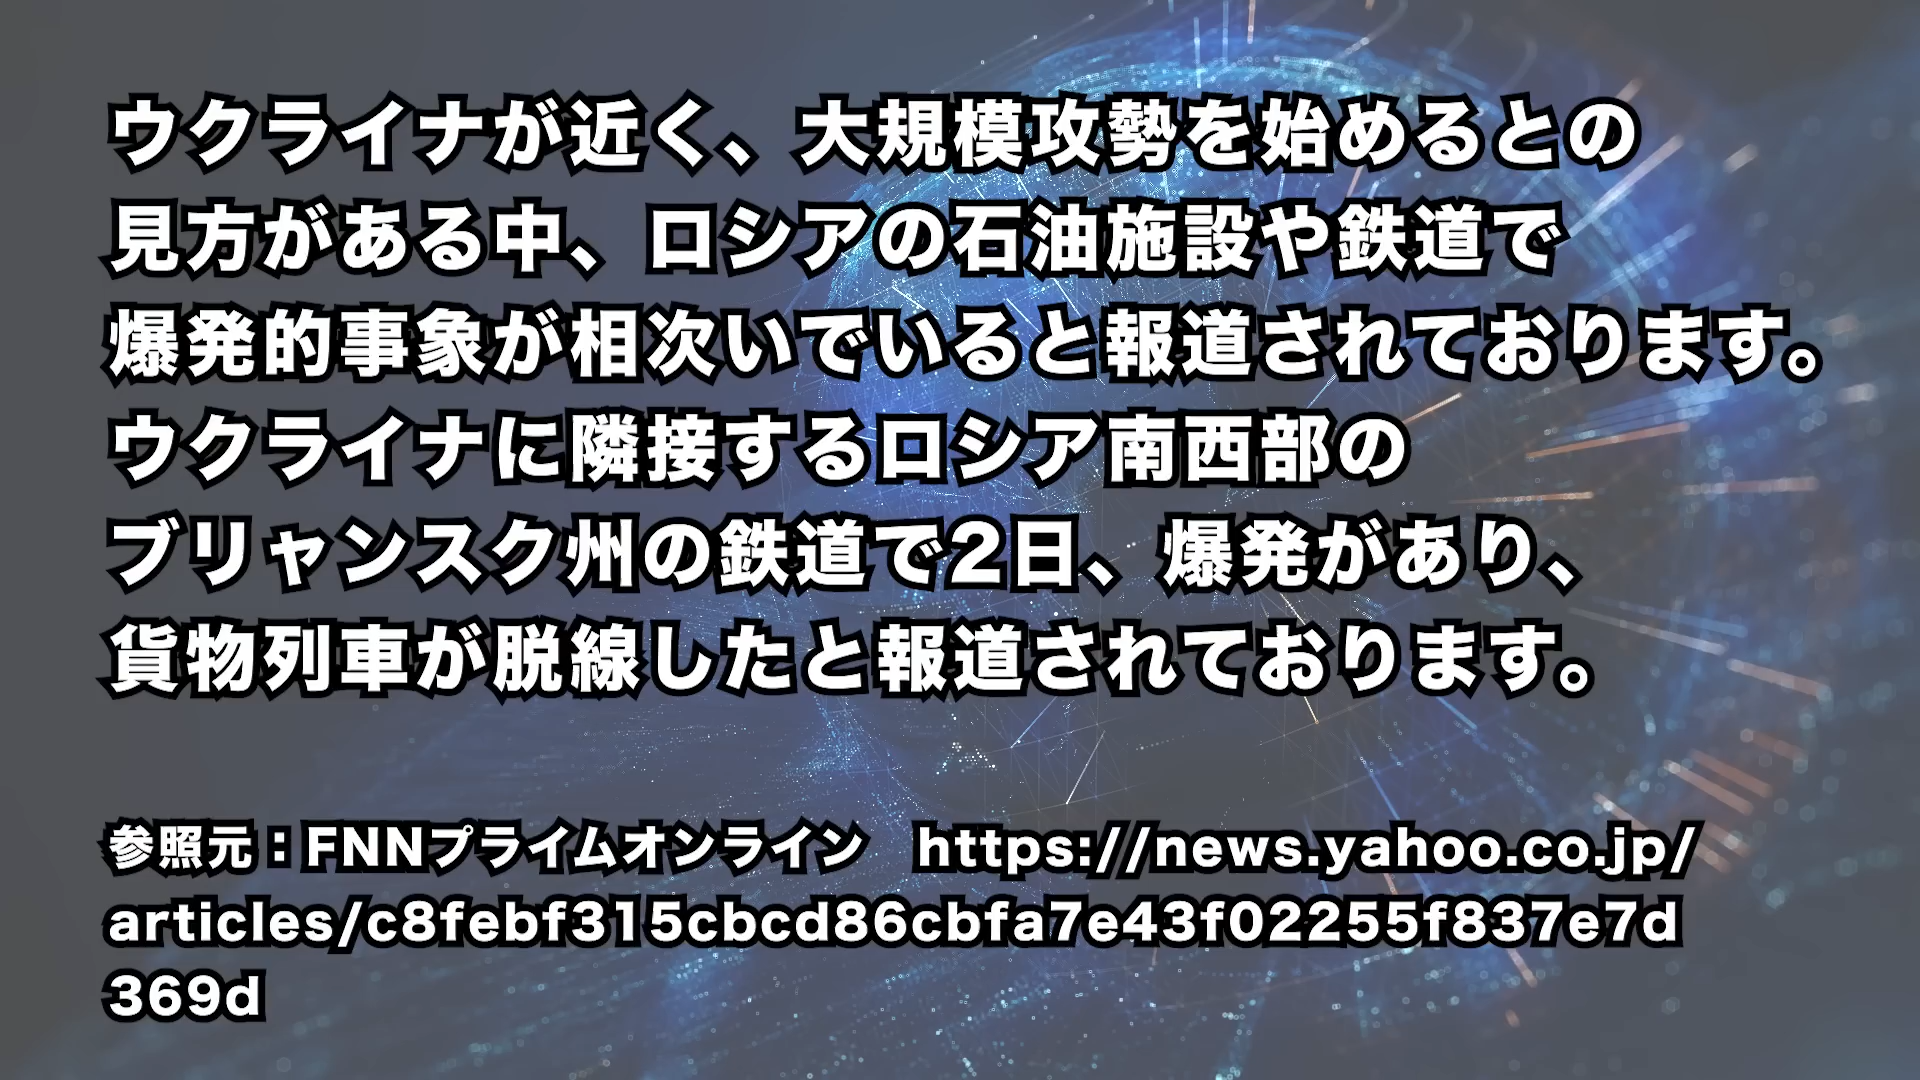 ウクライナが近く、大規模攻勢を始めるとの
見方がある中、ロシアの石油施設や鉄道で
爆発的事象が相次いでいると報道されております。
ウクライナに隣接するロシア南西部の
ブリャンスク州の鉄道で2日、爆発があり、
貨物列車が脱線したと報道されております。
参照元：FNNプライムオンライン　https://news.yahoo.co.jp/
articles/c8febf315cbcd86cbfa7e43f02255f837e7d
369d